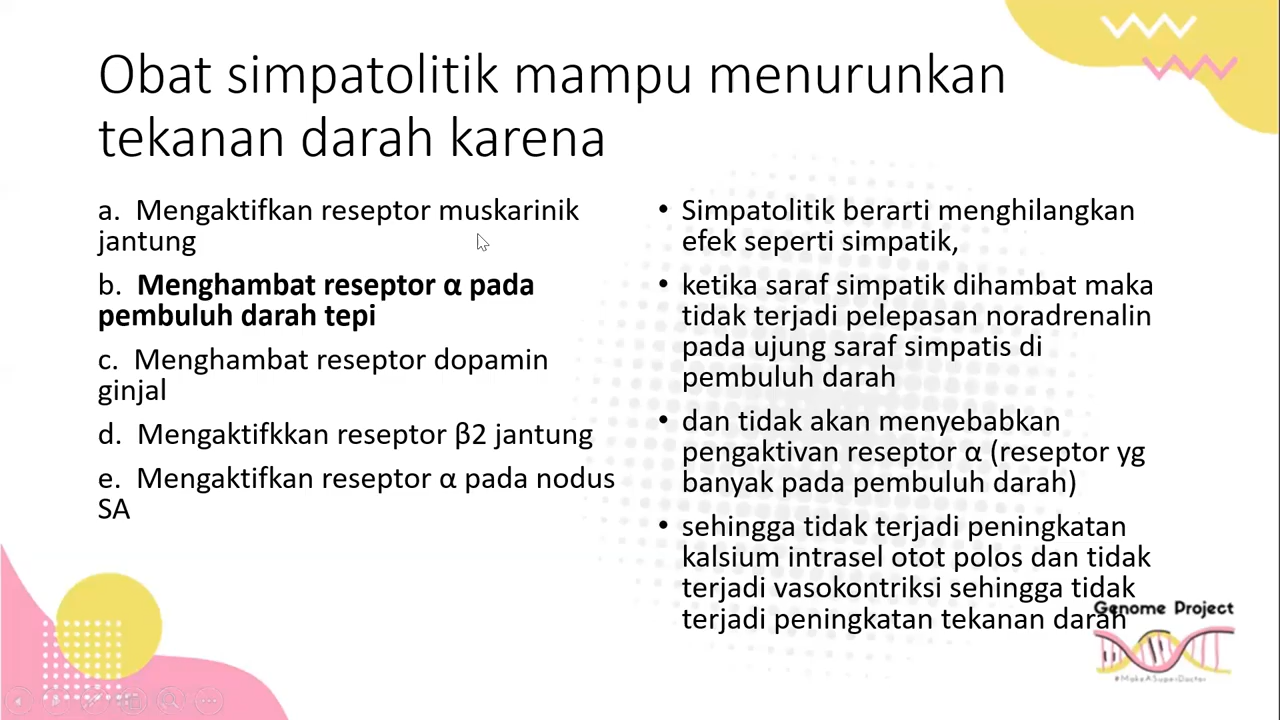 Obat simpatolitik mampu menurunkan
tekanan darah karena
a. Mengaktifkan reseptor muskarinik
jantung
b. Menghambat reseptor α pada
pembuluh darah tepi
c. Menghambat reseptor dopamin
ginjal
d. Mengaktifkkan reseptor β2 jantung
e. Mengaktifkan reseptor α pada nodus
SA
• Simpatolitik berarti menghilangkan
efek seperti simpatik,
• ketika saraf simpatik dihambat maka
tidak terjadi pelepasan noradrenalin
pada ujung saraf simpatis di
pembuluh darah
• dan tidak akan menyebabkan
pengaktivan reseptor α (reseptor yg
banyak pada pembuluh darah)
• sehingga tidak terjadi peningkatan
kalsium intrasel otot polos dan tidak
terjadi vasokontriksi sehingga tidak
terjadi peningkatan tekanan darah
Genome Project
#MakeASuperDoctor